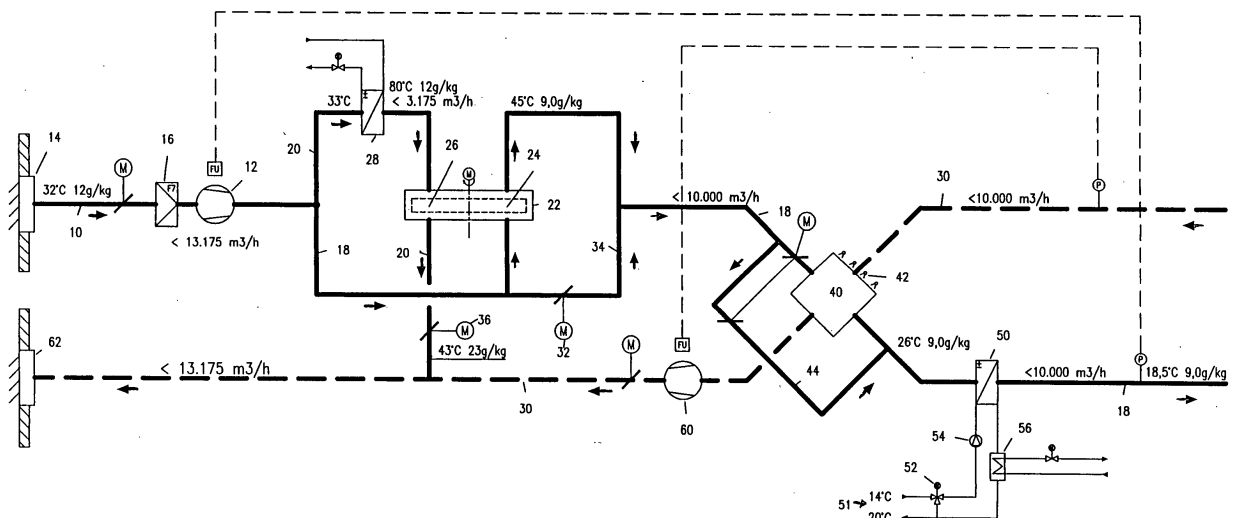 80°C 12g/kg
33°C
< 3.175 m3/h
45°C 9,0g/kg
28
14
16
FU
12
20
26
24
M
30
P
M
F7
M
32°C 12g/kg
22
<10.000 m3/h
<10.000 m3/h
18
M
10
< 13.175 m3/h
18
20
34
42
40
M
36
M
32
M
FU
62
43°C 23g/kg
26°C 9,0g/kg
50
P
< 13.175 m3/h
44
<10.000 m3/h
18,5°C 9,0g/kg
30
60
18
54
56
52
51
14°C
20°C